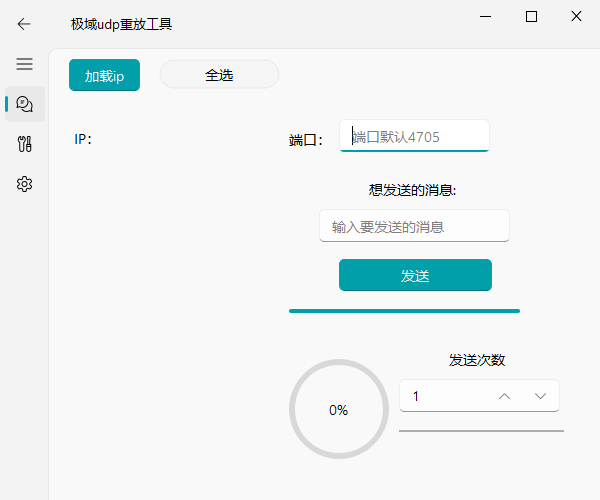 极域udp重放工具
加载ip
全选
IP：
端口：
端口默认4705
想发送的消息:
输入要发送的消息
发送
发送次数
0%
1